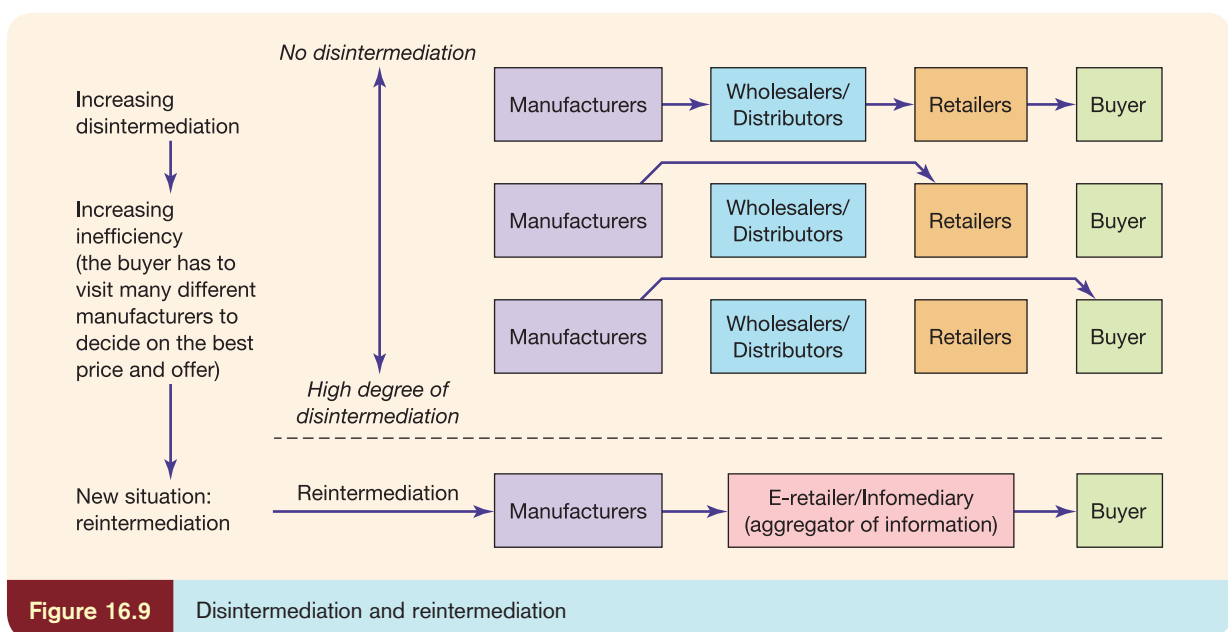 No disintermediation
Increasing
disintermediation
Increasing
inefficiency
(the buyer has to
visit many different
manufacturers to
decide on the best
price and offer)
High degree of
disintermediation
Manufacturers
Wholesalers/
Distributors
Retailers
Buyer
Manufacturers
Wholesalers/
Distributors
Retailers
Buyer
Manufacturers
Wholesalers/
Distributors
Retailers
Buyer
New situation:
reintermediation
Reintermediation
Manufacturers
E-retailer/Infomediary
(aggregator of information)
Buyer
Figure 16.9
Disintermediation and reintermediation